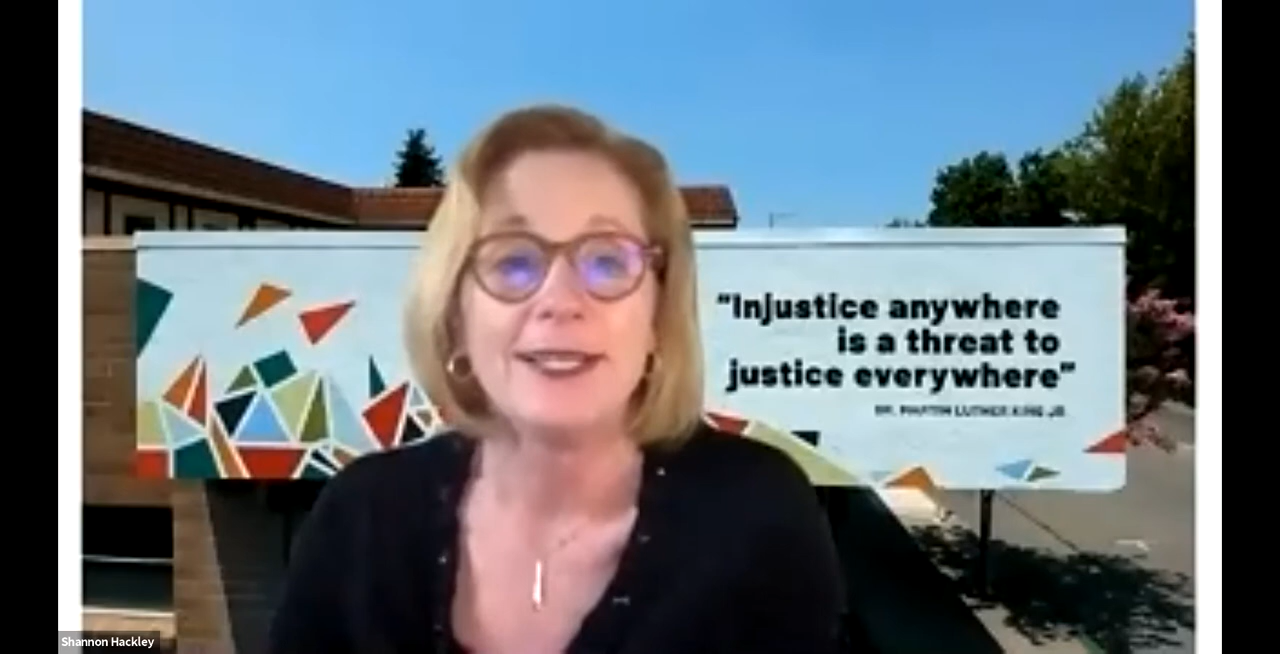 “Injustice anywhere
is a threat to
justice everywhere”
DR. MARTIN LUTHER KING JR.
Shannon Hackley